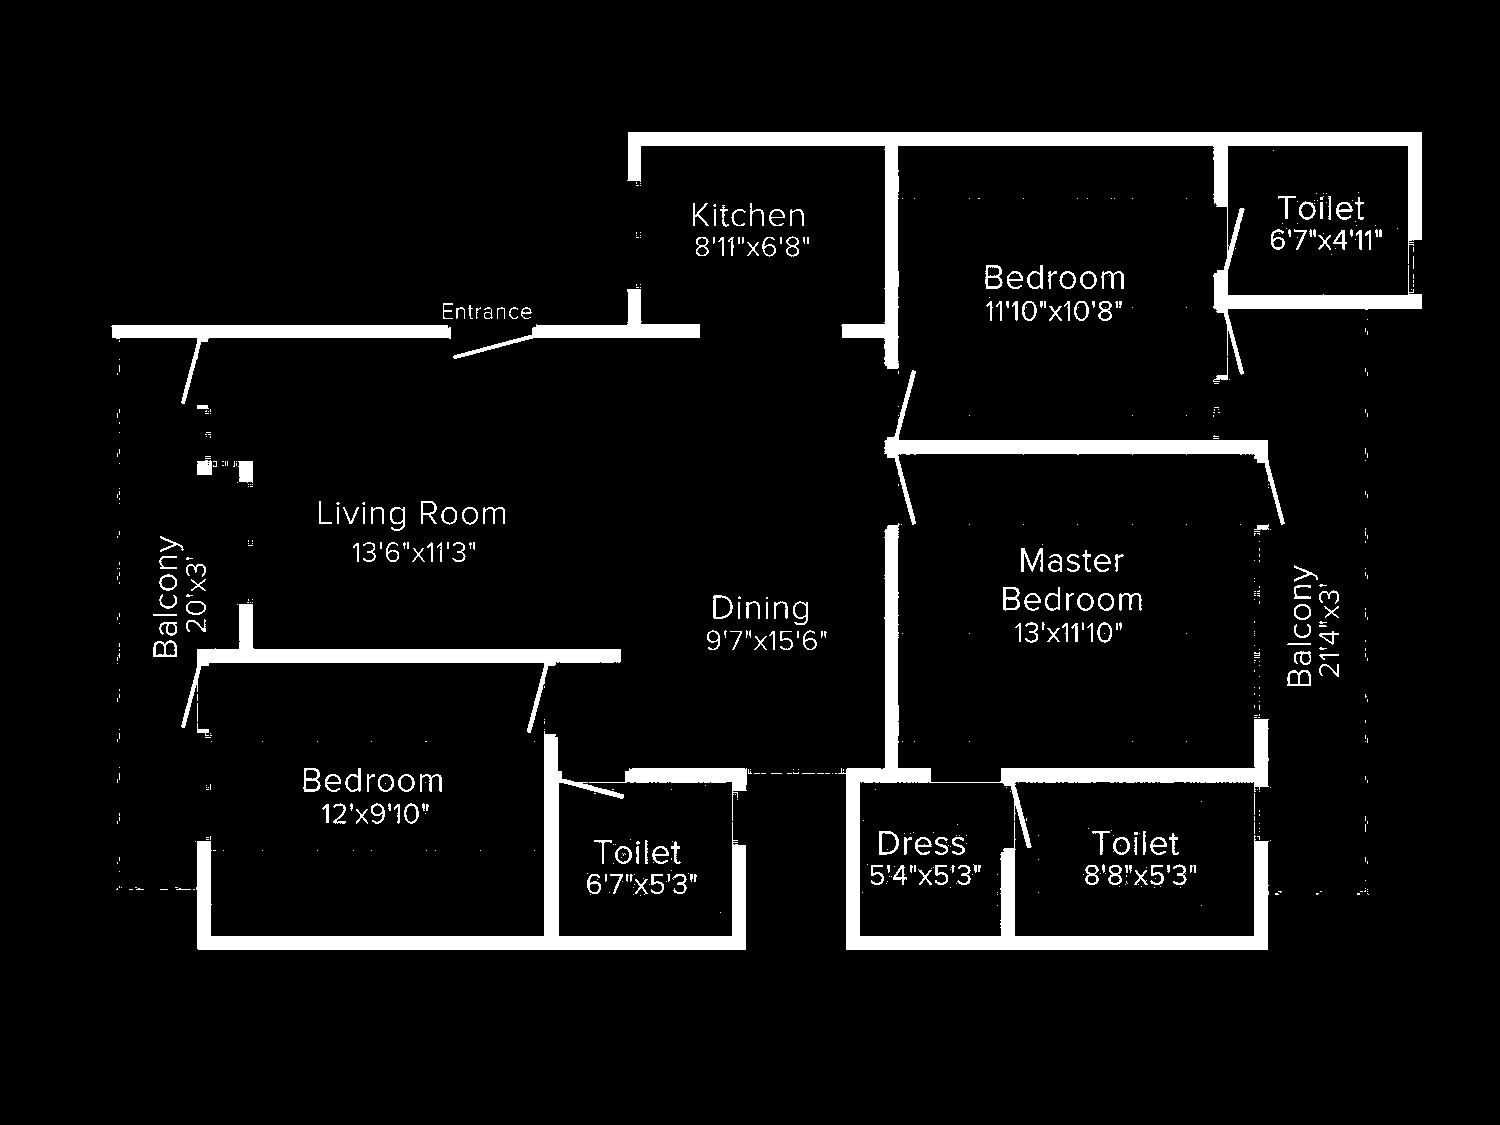 Kitchen
8'11"x6'8"
Toilet
6'7"x4'11"
Bedroom
11'10"x10'8"
Entrance
Living Room
13'6"x11'3"
Balcony
20'x3'
Dining
9'7"x15'6"
Master
Bedroom
13'x11'10"
Balcony
21'4"x3'
Bedroom
12'x9'10"
Toilet
6'7"x5'3"
Dress
5'4"x5'3"
Toilet
8'8"x5'3"